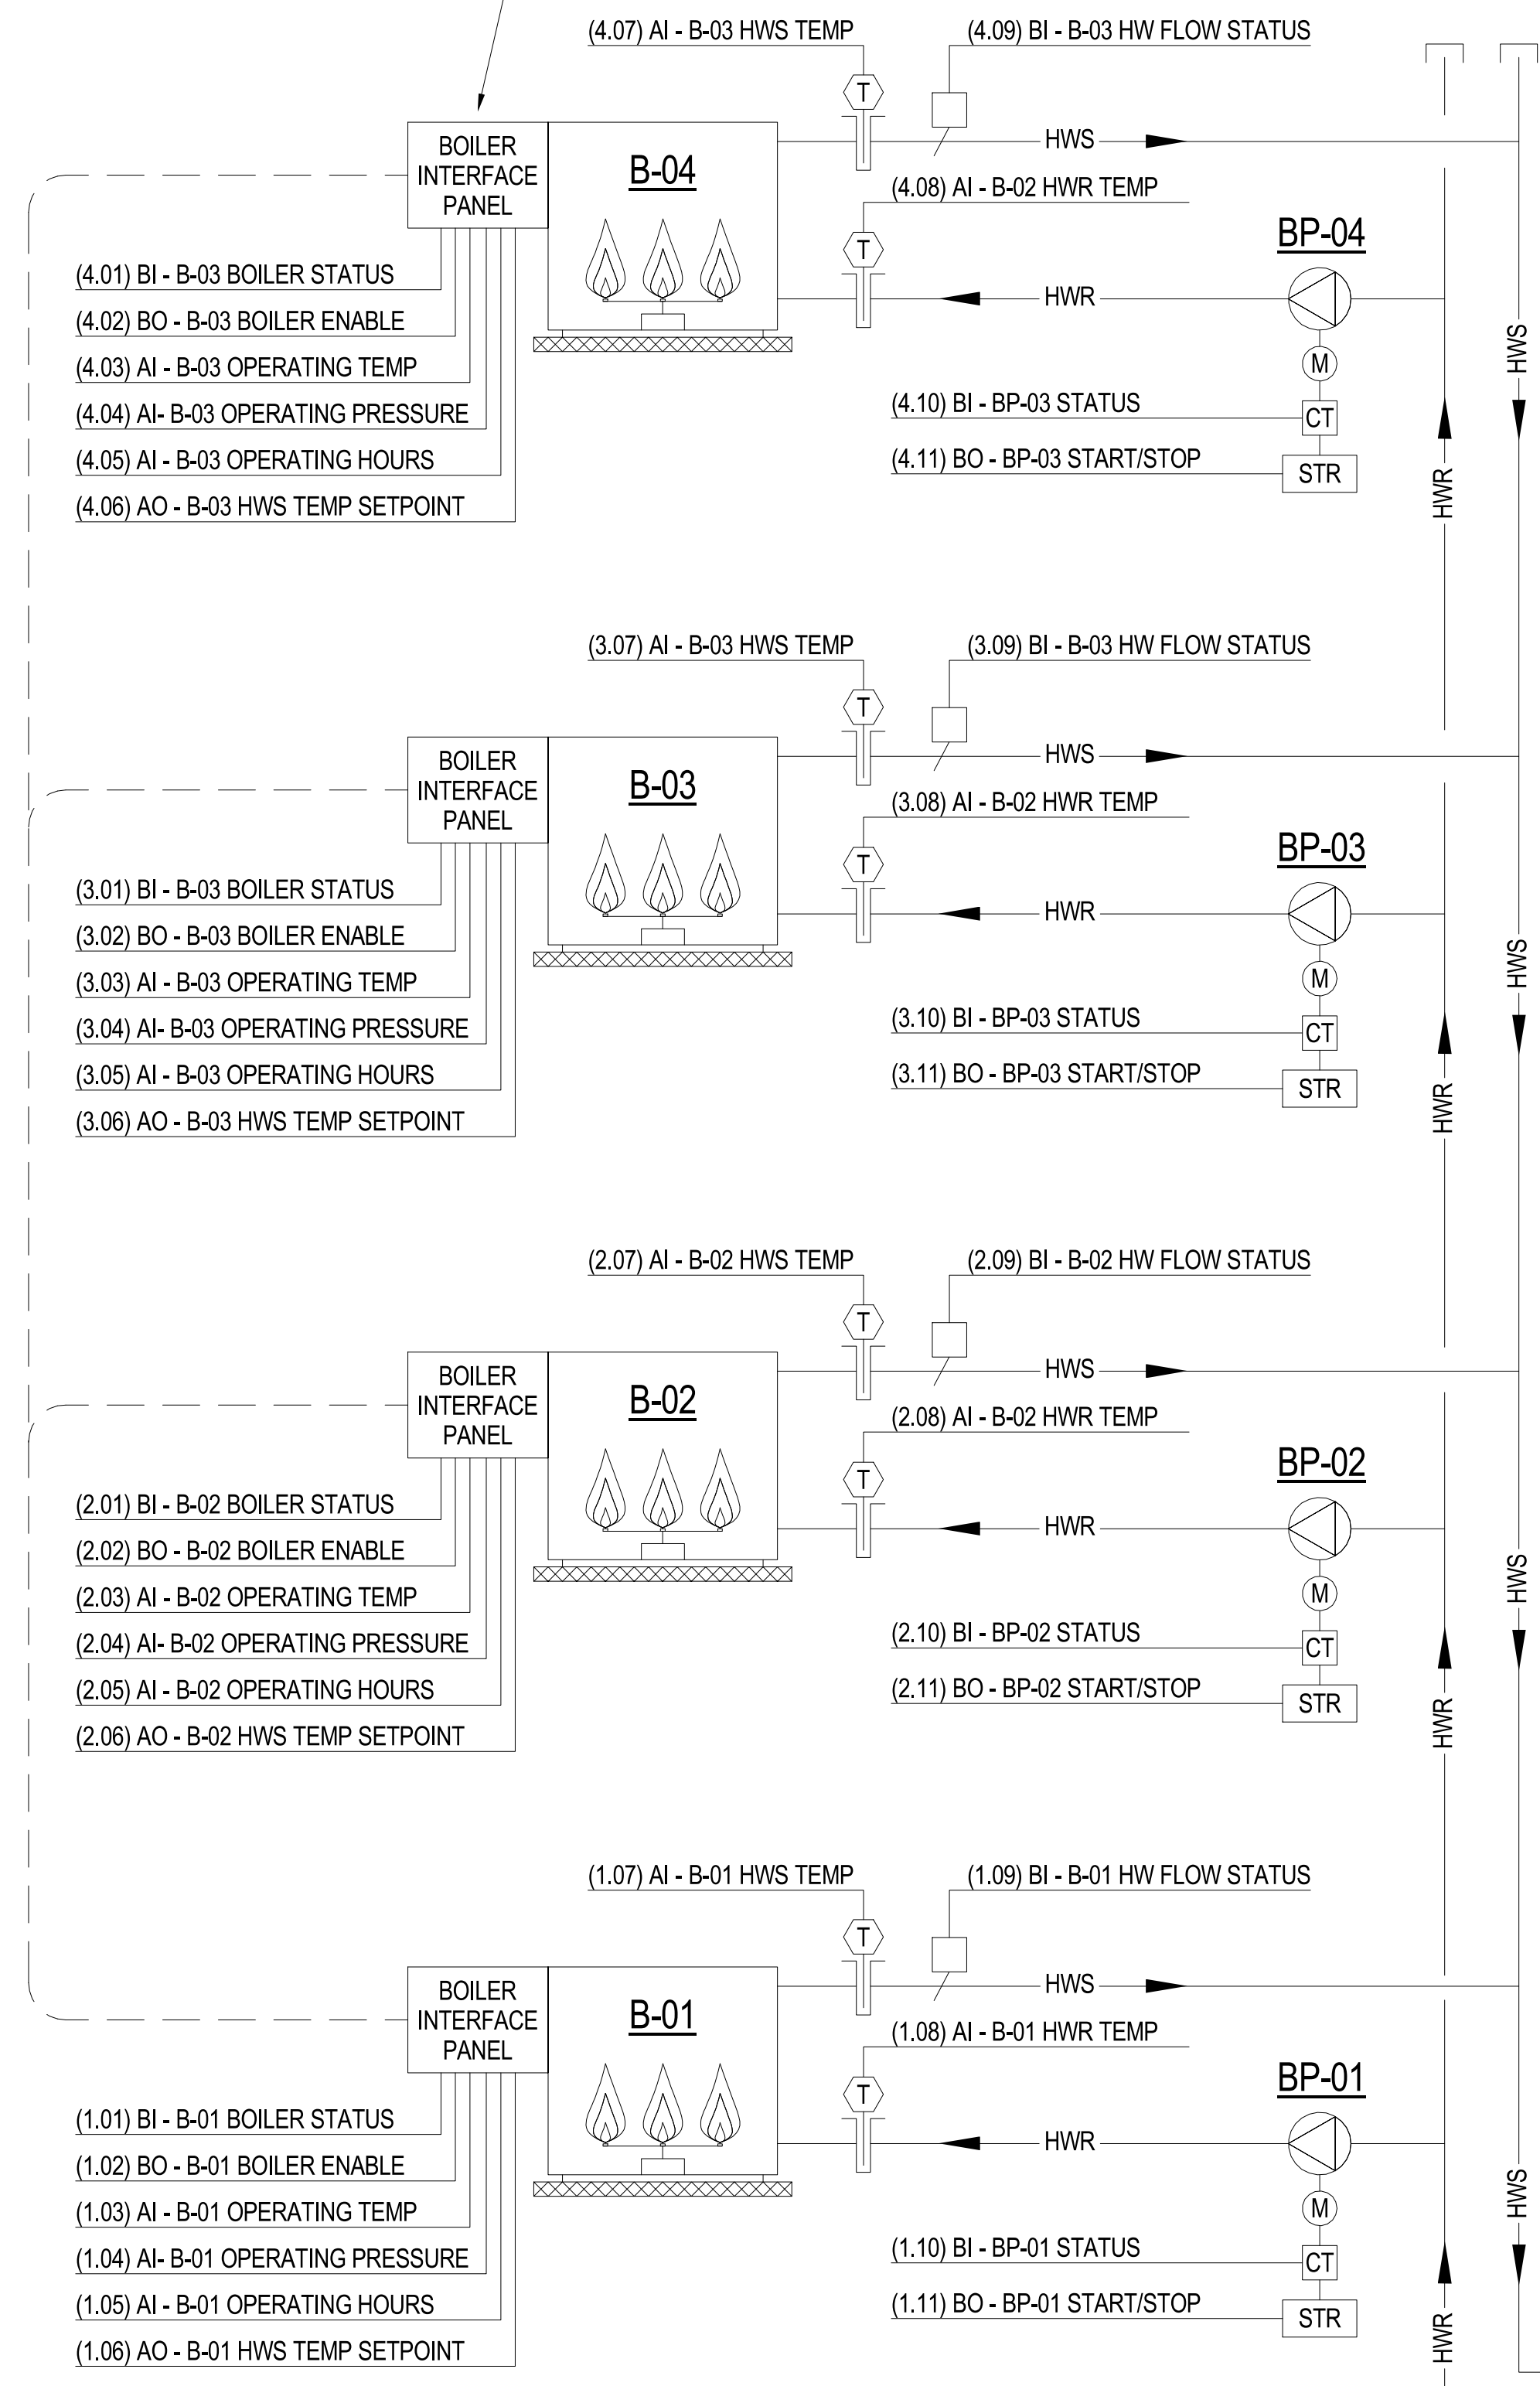 (4.07) AI - B-03 HWS TEMP
(4.09) BI - B-03 HW FLOW STATUS
BOILER
INTERFACE
PANEL
B-04
T
HWS
(4.08) AI - B-02 HWR TEMP
T
HWR
BP-04
M
CT
STR
(4.01) BI - B-03 BOILER STATUS
(4.02) BO - B-03 BOILER ENABLE
(4.03) AI - B-03 OPERATING TEMP
(4.04) AI- B-03 OPERATING PRESSURE
(4.05) AI - B-03 OPERATING HOURS
(4.06) AO - B-03 HWS TEMP SETPOINT
(4.10) BI - BP-03 STATUS
(4.11) BO - BP-03 START/STOP
HWS
HWR
(3.07) AI - B-03 HWS TEMP
(3.09) BI - B-03 HW FLOW STATUS
BOILER
INTERFACE
PANEL
B-03
T
HWS
(3.08) AI - B-02 HWR TEMP
T
HWR
BP-03
M
CT
STR
(3.01) BI - B-03 BOILER STATUS
(3.02) BO - B-03 BOILER ENABLE
(3.03) AI - B-03 OPERATING TEMP
(3.04) AI- B-03 OPERATING PRESSURE
(3.05) AI - B-03 OPERATING HOURS
(3.06) AO - B-03 HWS TEMP SETPOINT
(3.10) BI - BP-03 STATUS
(3.11) BO - BP-03 START/STOP
HWS
HWR
(2.07) AI - B-02 HWS TEMP
(2.09) BI - B-02 HW FLOW STATUS
BOILER
INTERFACE
PANEL
B-02
T
HWS
(2.08) AI - B-02 HWR TEMP
T
HWR
BP-02
M
CT
STR
(2.01) BI - B-02 BOILER STATUS
(2.02) BO - B-02 BOILER ENABLE
(2.03) AI - B-02 OPERATING TEMP
(2.04) AI- B-02 OPERATING PRESSURE
(2.05) AI - B-02 OPERATING HOURS
(2.06) AO - B-02 HWS TEMP SETPOINT
(2.10) BI - BP-02 STATUS
(2.11) BO - BP-02 START/STOP
HWS
HWR
(1.07) AI - B-01 HWS TEMP
(1.09) BI - B-01 HW FLOW STATUS
BOILER
INTERFACE
PANEL
B-01
T
HWS
(1.08) AI - B-01 HWR TEMP
T
HWR
BP-01
M
CT
STR
(1.01) BI - B-01 BOILER STATUS
(1.02) BO - B-01 BOILER ENABLE
(1.03) AI - B-01 OPERATING TEMP
(1.04) AI- B-01 OPERATING PRESSURE
(1.05) AI - B-01 OPERATING HOURS
(1.06) AO - B-01 HWS TEMP SETPOINT
(1.10) BI - BP-01 STATUS
(1.11) BO - BP-01 START/STOP
HWS
HWR